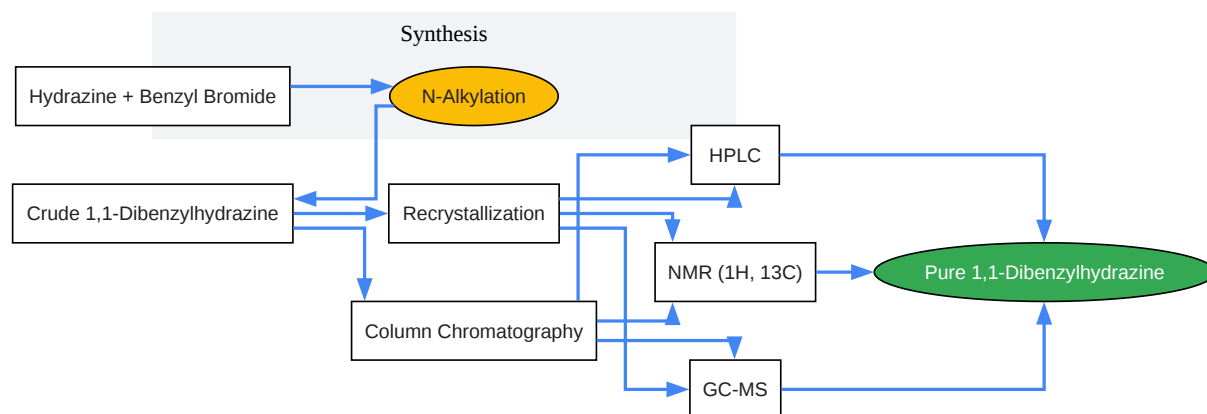 Synthesis
Hydrazine + Benzyl Bromide
N-Alkylation
HPLC
Crude 1,1-Dibenzylhydrazine
Recrystallization
NMR (1H, 13C)
Pure 1,1-Dibenzylhydrazine
Column Chromatography
GC-MS